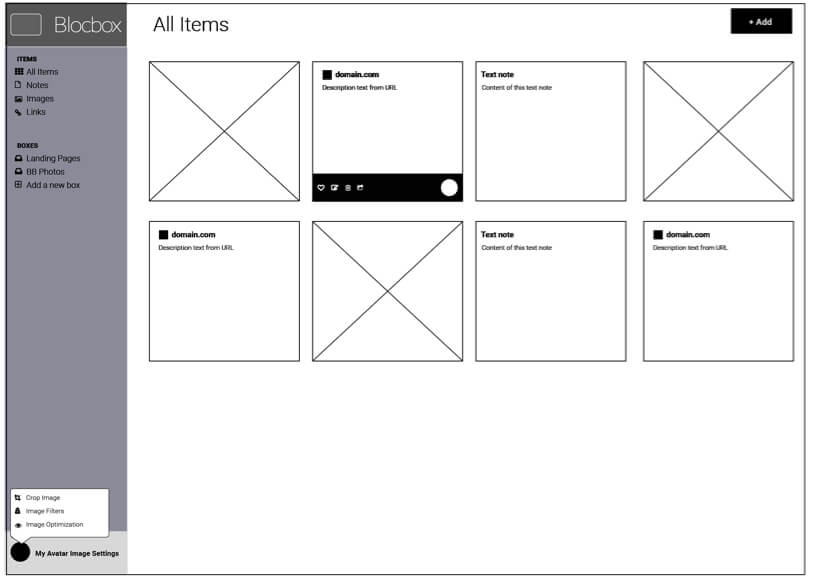 Blocbox
All Items
+ Add
ITEMS
All Items
Notes
Images
Links
BOXES
Landing Pages
BB Photos
Add a new box
domain.com
Description text from URL
Text note
Content of this text note
domain.com
Description text from URL
Text note
Content of this text note
domain.com
Description text from URL
Crop Image
Image Filters
Image Optimization
My Avatar Image Settings